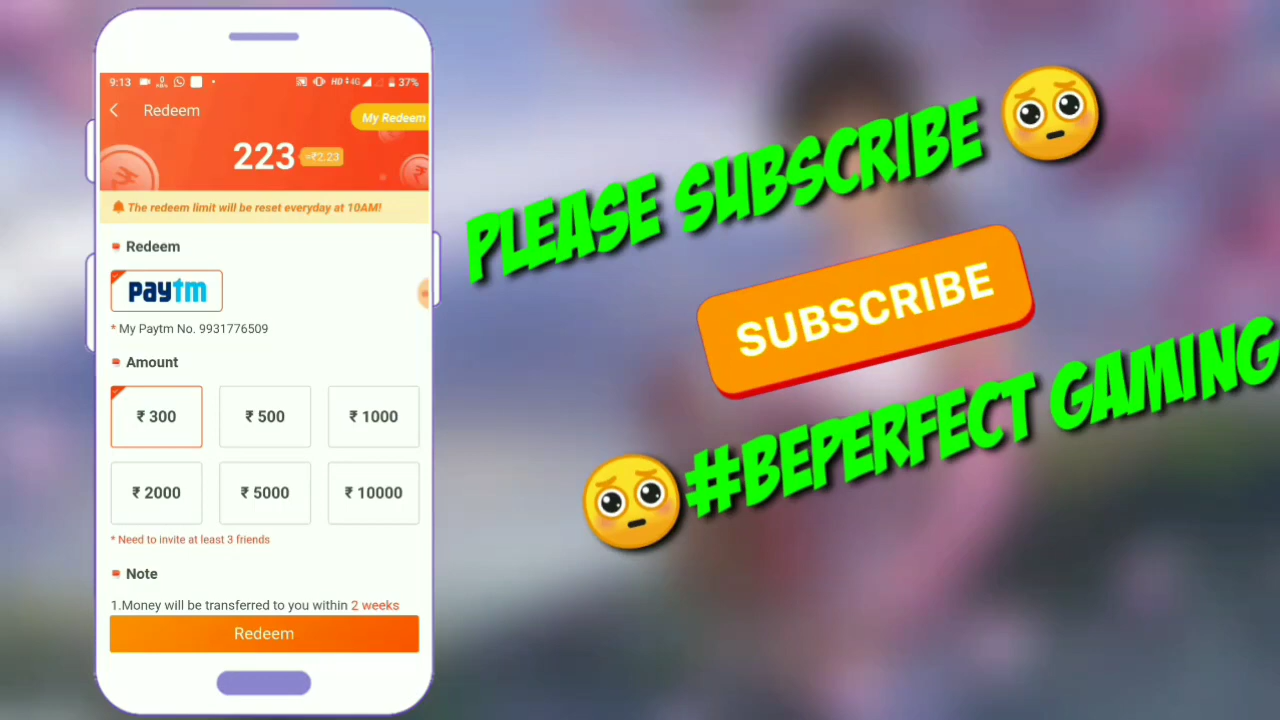 9:13 HD 4G 37%
Redeem
My Redeem
223 ≈₹2.23
The redeem limit will be reset everyday at 10AM!
Redeem
paytm
* My Paytm No. 9931776509
Amount
₹ 300 ₹ 500 ₹ 1000
₹ 2000 ₹ 5000 ₹ 10000
* Need to invite at least 3 friends
Note
1.Money will be transferred to you within 2 weeks
Redeem
PLEASE SUBSCRIBE
SUBSCRIBE
#BEPERFECT GAMING